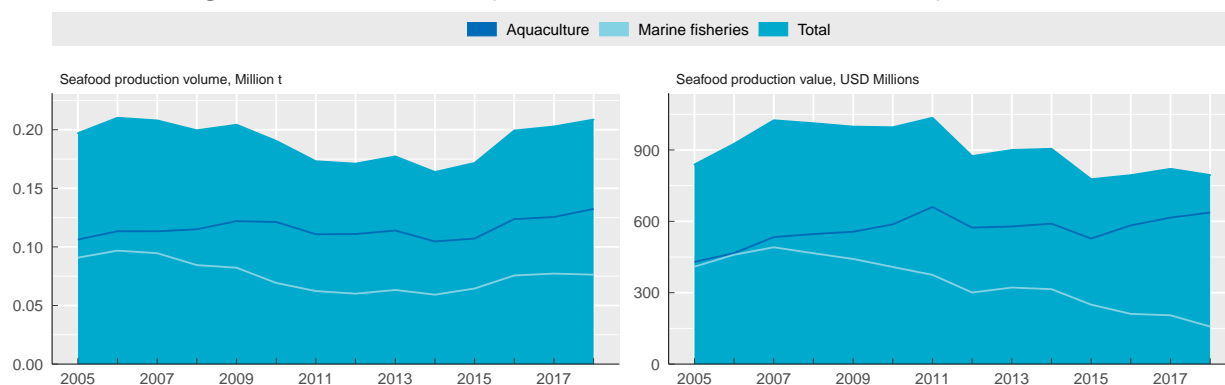 Aquaculture Marine fisheries Total
Seafood production volume, Million t
0.20
0.15
0.10
0.05
0.00
2005 2007 2009 2011 2013 2015 2017
Seafood production value, USD Millions
900
600
300
0
2005 2007 2009 2011 2013 2015 2017